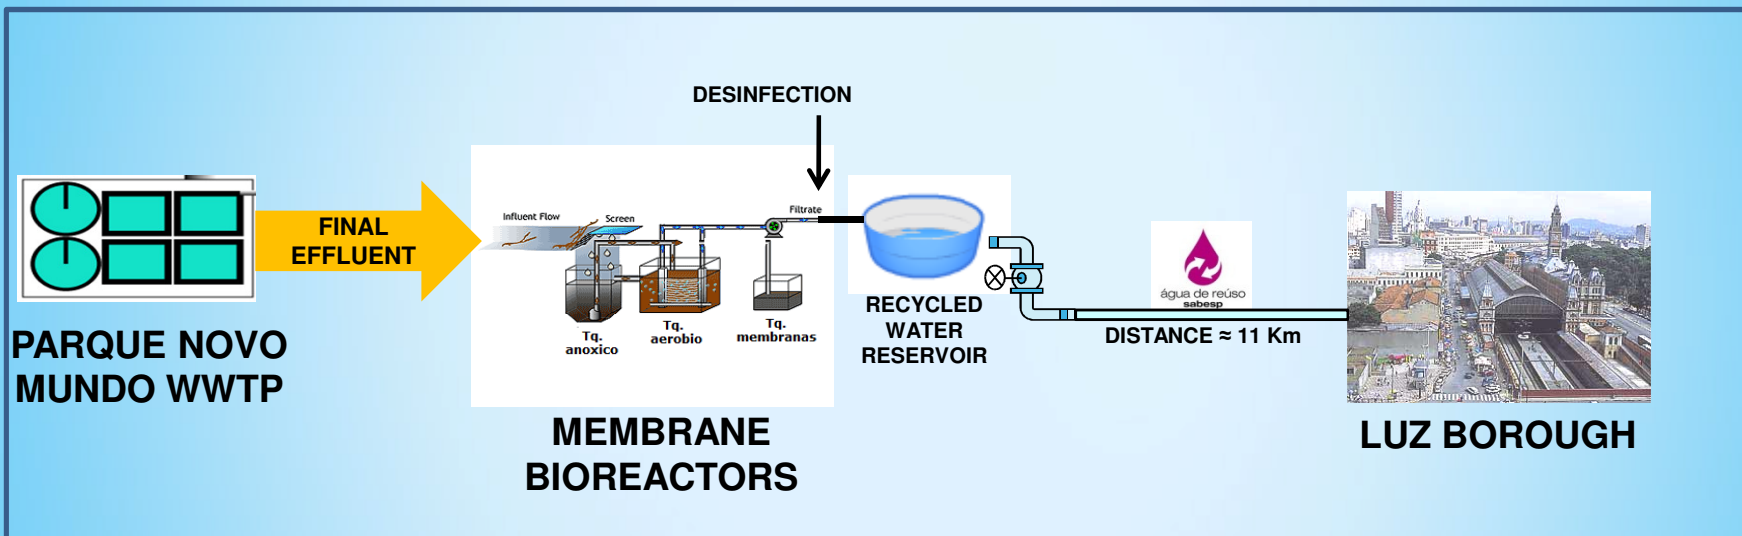 DESINFECTION
FINAL
EFFLUENT
PARQUE NOVO
MUNDO WWTP
Influent Flow
Screen
Filtrate
Tq.
anoxico
Tq.
aerobio
Tq.
membranas
MEMBRANE
BIOREACTORS
RECYCLED
WATER
RESERVOIR
água de reúso
sabesp
DISTANCE ≈ 11 Km
LUZ BOROUGH